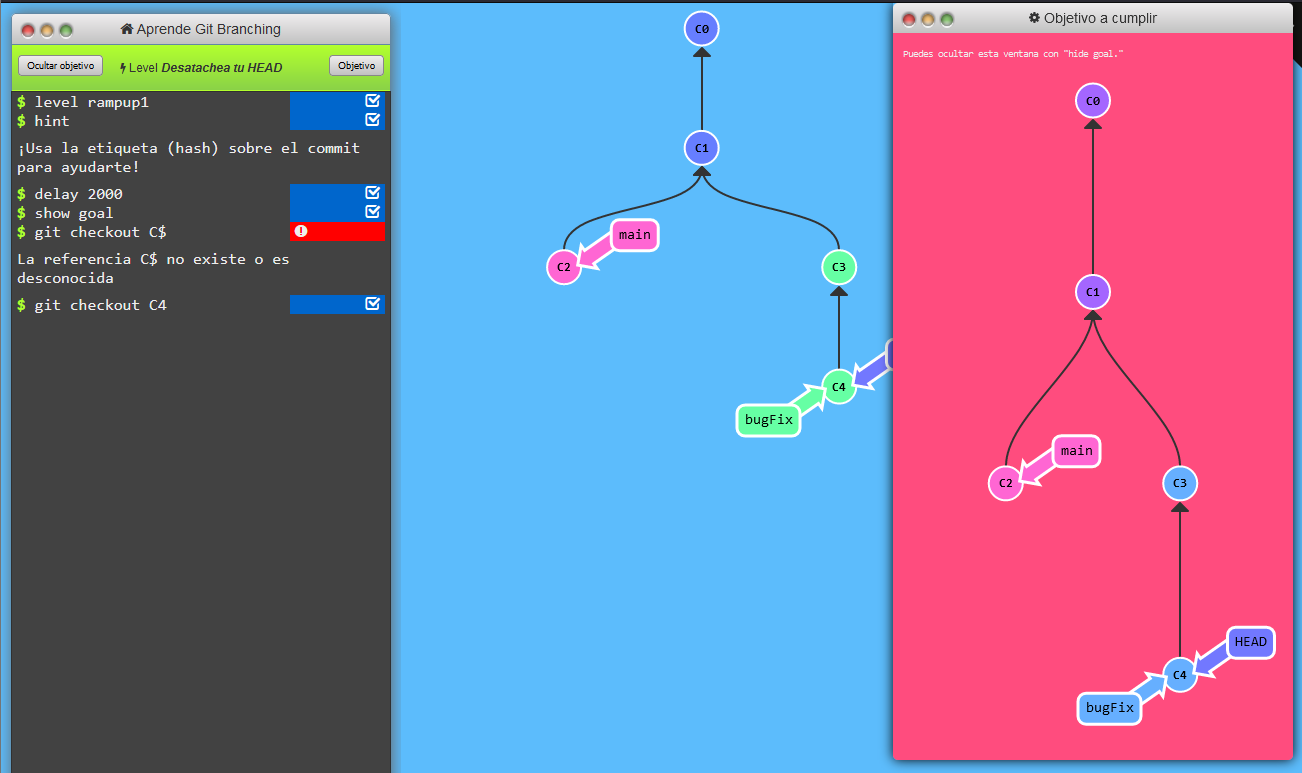 Aprende Git Branching
Ocultar objetivo
Level Desatachea tu HEAD
Objetivo
$ level rampup1
$ hint
¡Usa la etiqueta (hash) sobre el commit
para ayudarte!
$ delay 2000
$ show goal
$ git checkout C$
La referencia C$ no existe o es
desconocida
$ git checkout C4
C0
C1
main
C2
C3
C4
bugFix
Objetivo a cumplir
Puedes ocultar esta ventana con "hide goal."
C0
C1
main
C2
C3
HEAD
C4
bugFix